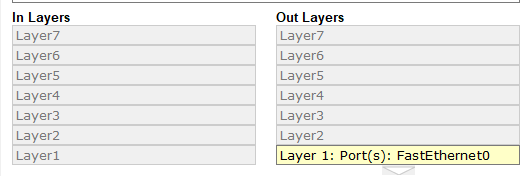 In Layers
Layer7
Layer6
Layer5
Layer4
Layer3
Layer2
Layer1
Out Layers
Layer7
Layer6
Layer5
Layer4
Layer3
Layer2
Layer 1: Port(s): FastEthernet0